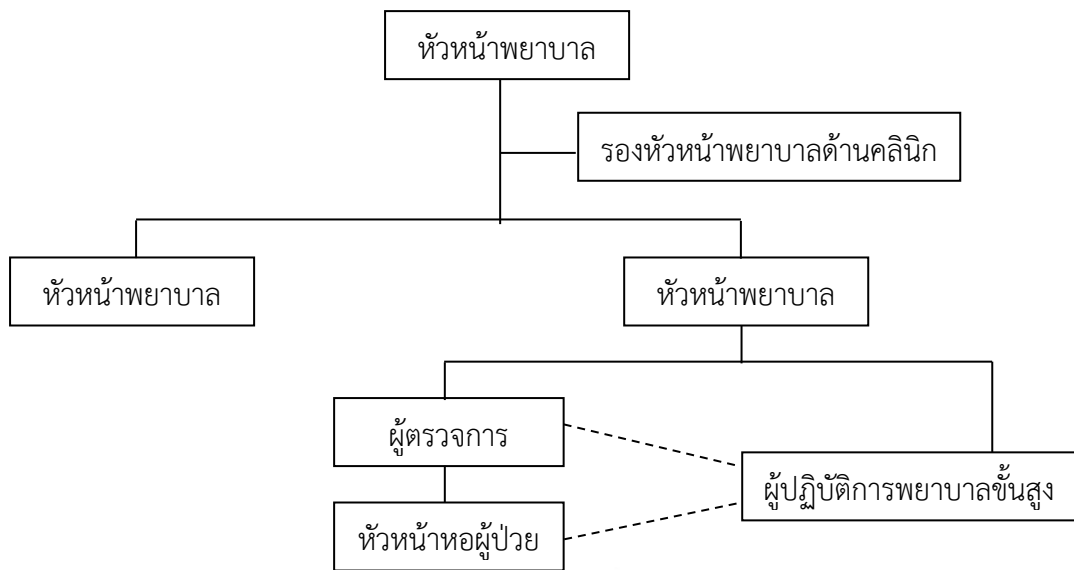 หัวหน้าพยาบาล
รองหัวหน้าพยาบาลด้านคลินิก
หัวหน้าพยาบาล
หัวหน้าพยาบาล
ผู้ตรวจการ
ผู้ปฏิบัติการพยาบาลขั้นสูง
หัวหน้าหอผู้ป่วย